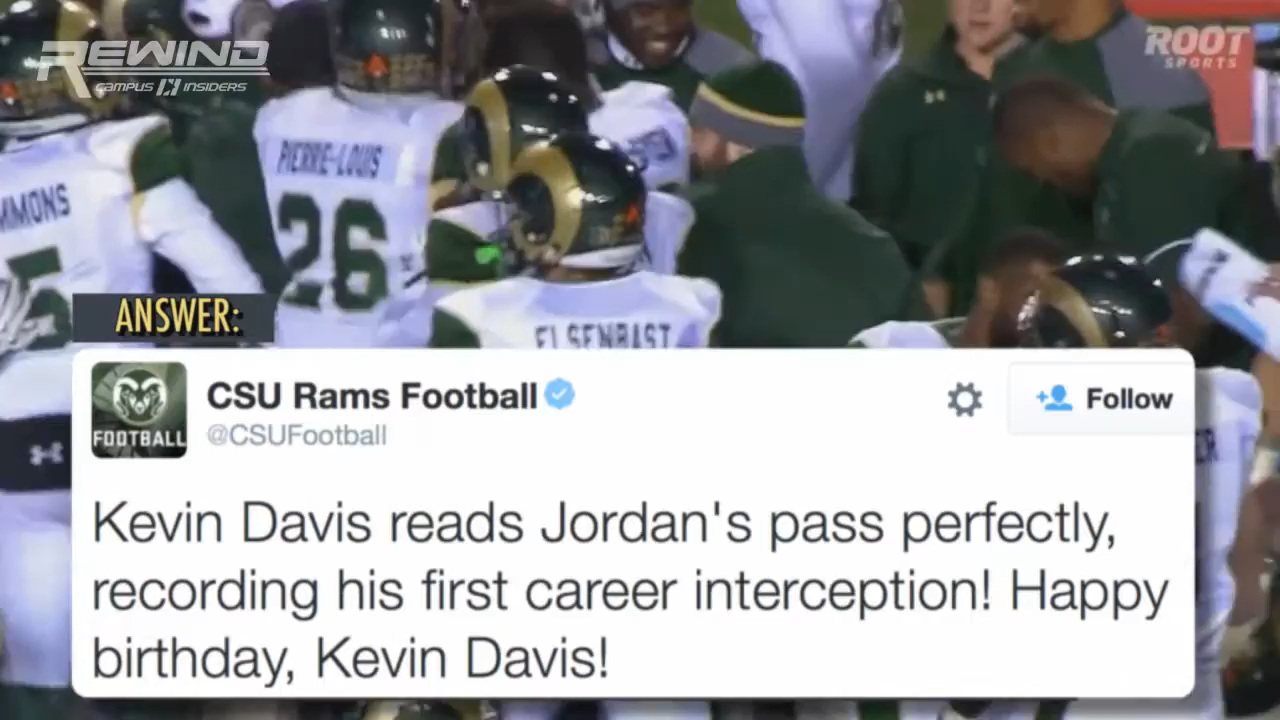 REWIND
CAMPUS INSIDERS
ROOT
SPORTS
PIERRE-LOUIS
26
MMONS
5
ELSENBAST
ANSWER:
FOOTBALL
CSU Rams Football
@CSUFootball
Follow
Kevin Davis reads Jordan's pass perfectly,
recording his first career interception! Happy
birthday, Kevin Davis!